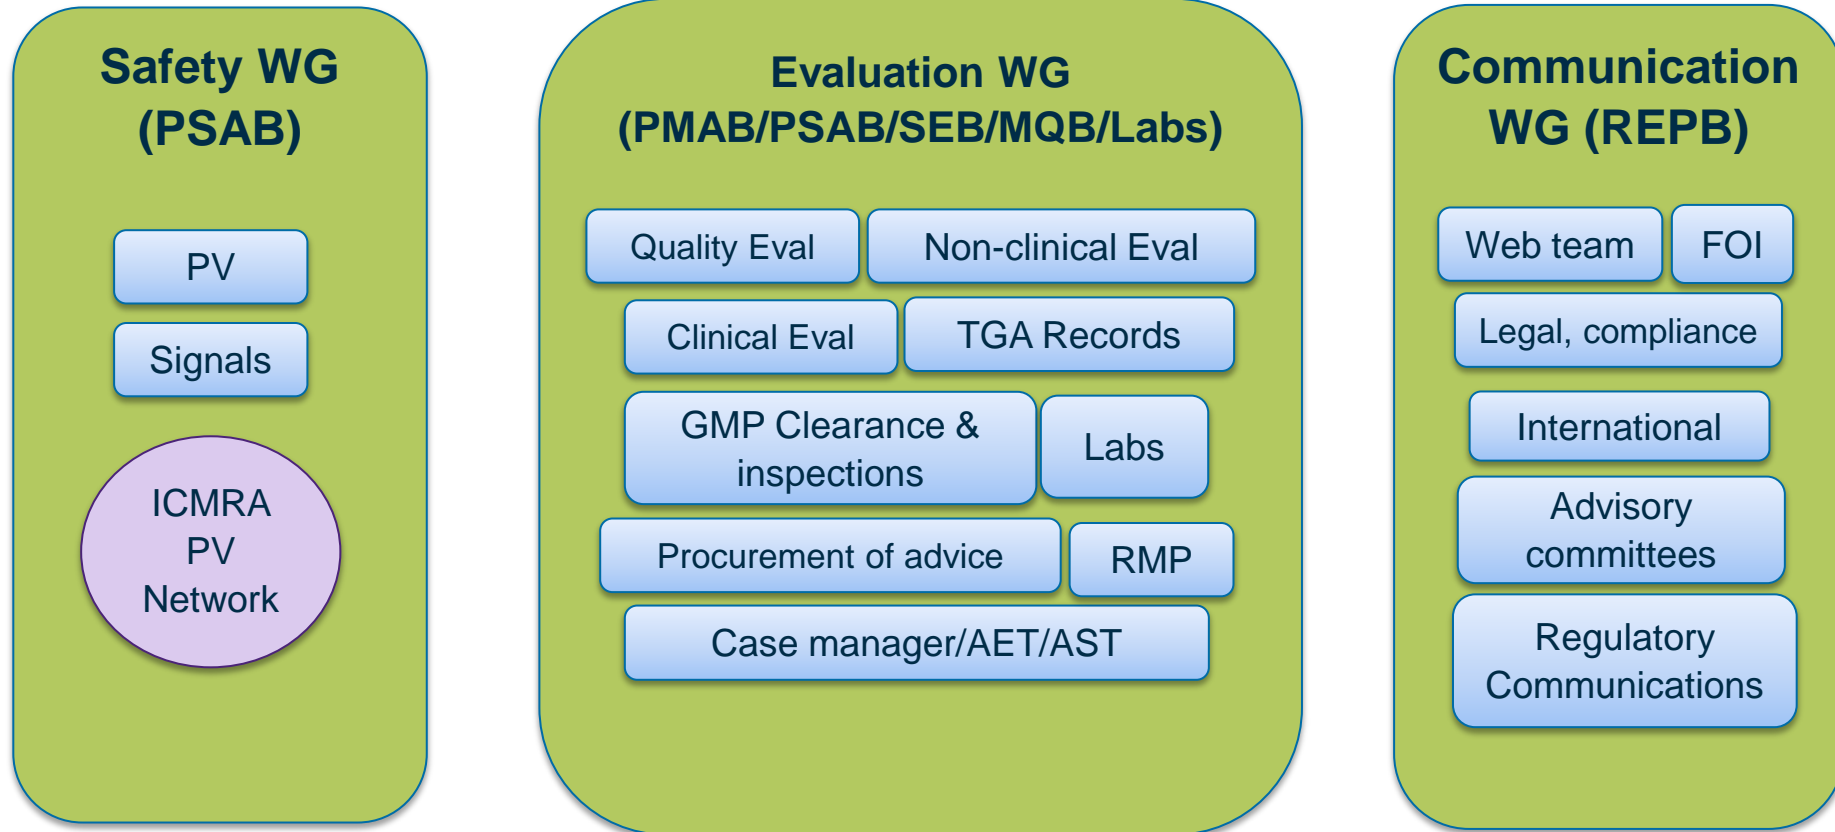 Safety WG
(PSAB)
PV
Signals
ICMRA
PV
Network
Evaluation WG
(PMAB/PSAB/SEB/MQB/Labs)
Quality Eval
Non-clinical Eval
Clinical Eval
TGA Records
GMP Clearance &
inspections
Labs
Procurement of advice
RMP
Case manager/AET/AST
Communication
WG (REPB)
Web team
FOI
Legal, compliance
International
Advisory
committees
Regulatory
Communications